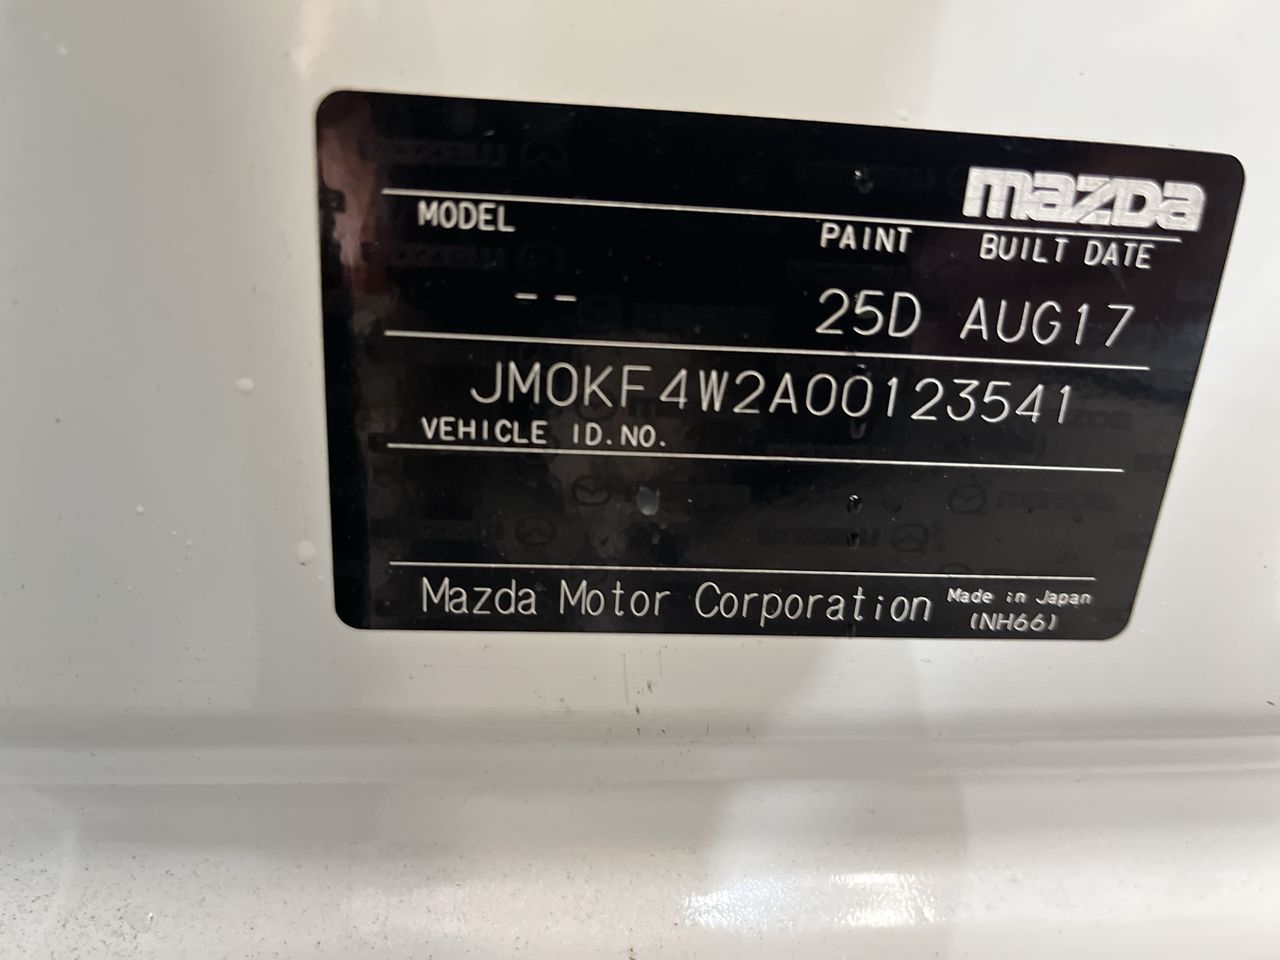 mazda
MODEL PAINT BUILT DATE
-- 25D AUG17
JM0KF4W2A00123541
VEHICLE ID.NO.
Mazda Motor Corporation Made in Japan
(NH66)